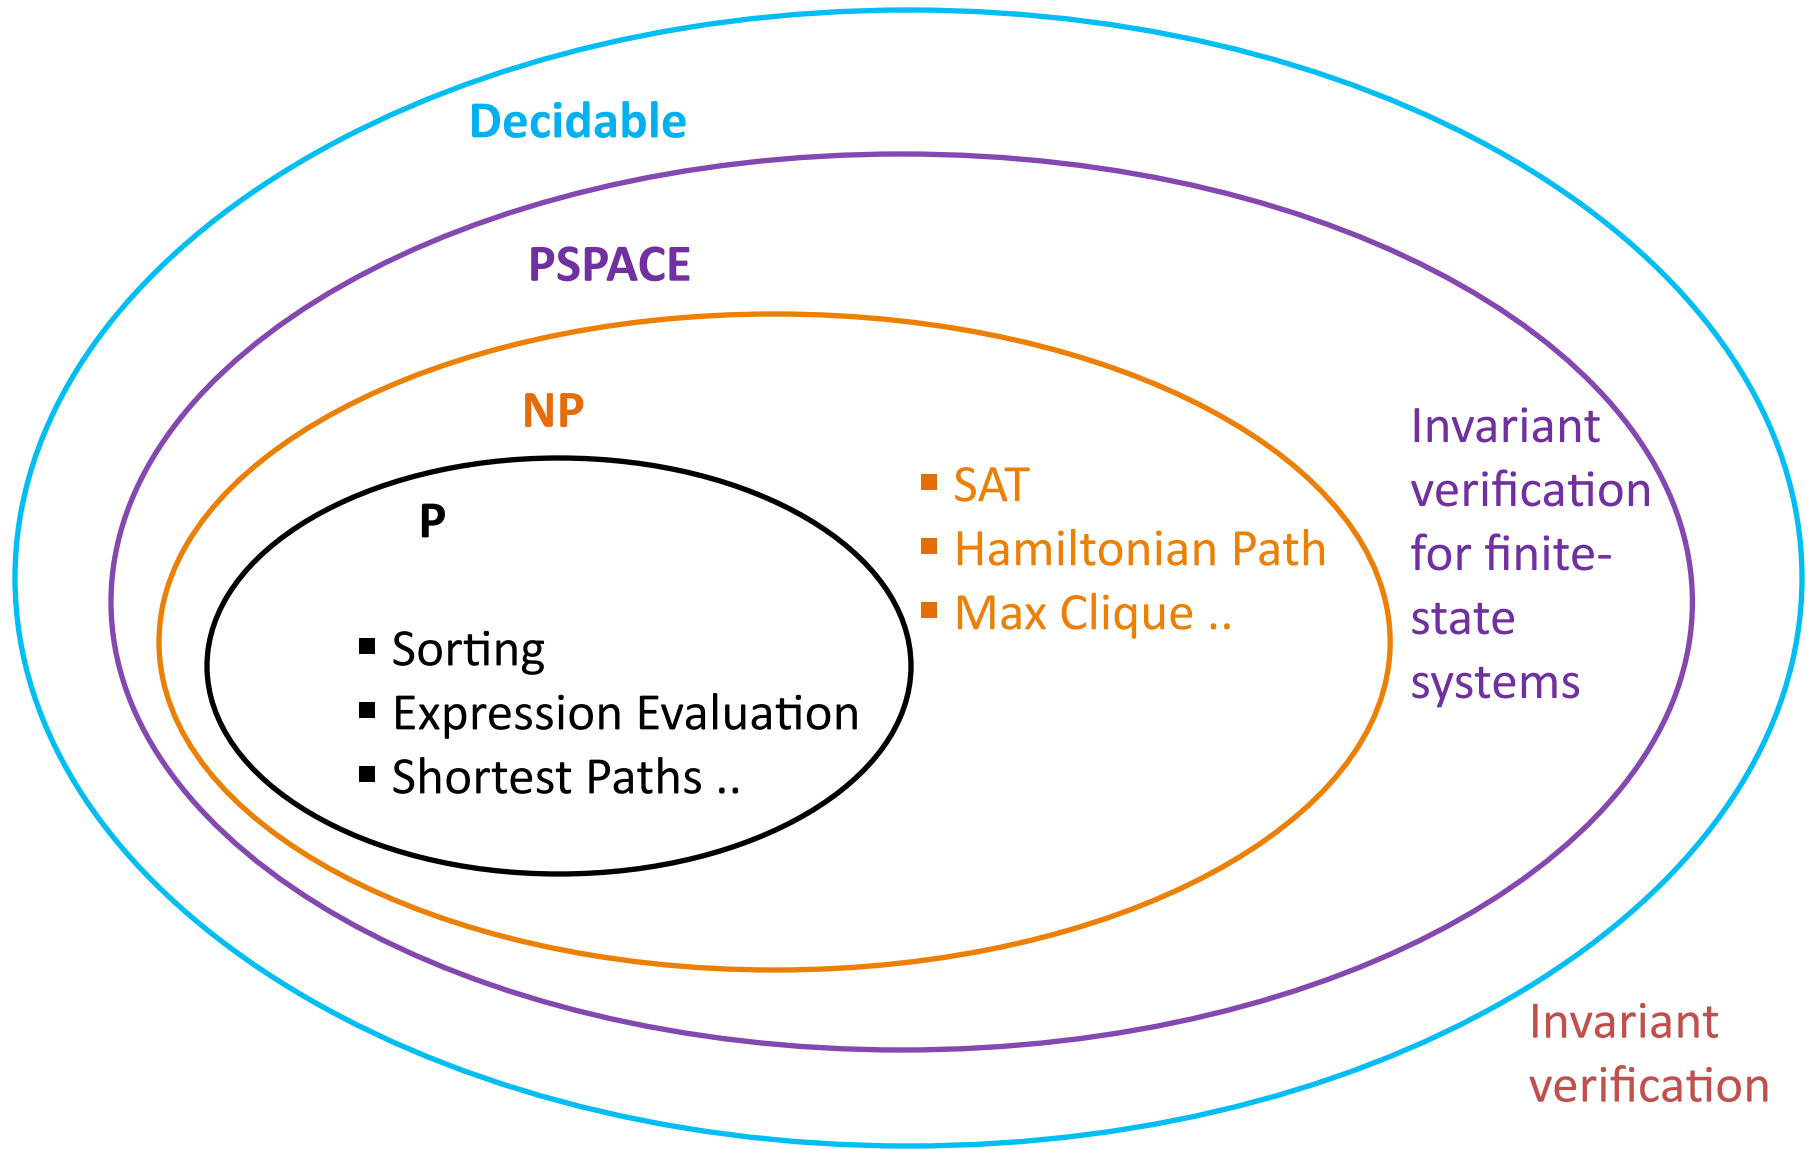 Decidable
PSPACE
NP
P
▪ Sorting
▪ Expression Evaluation
▪ Shortest Paths ..
▪ SAT
▪ Hamiltonian Path
▪ Max Clique ..
Invariant
verification
for finite-
state
systems
Invariant
verification